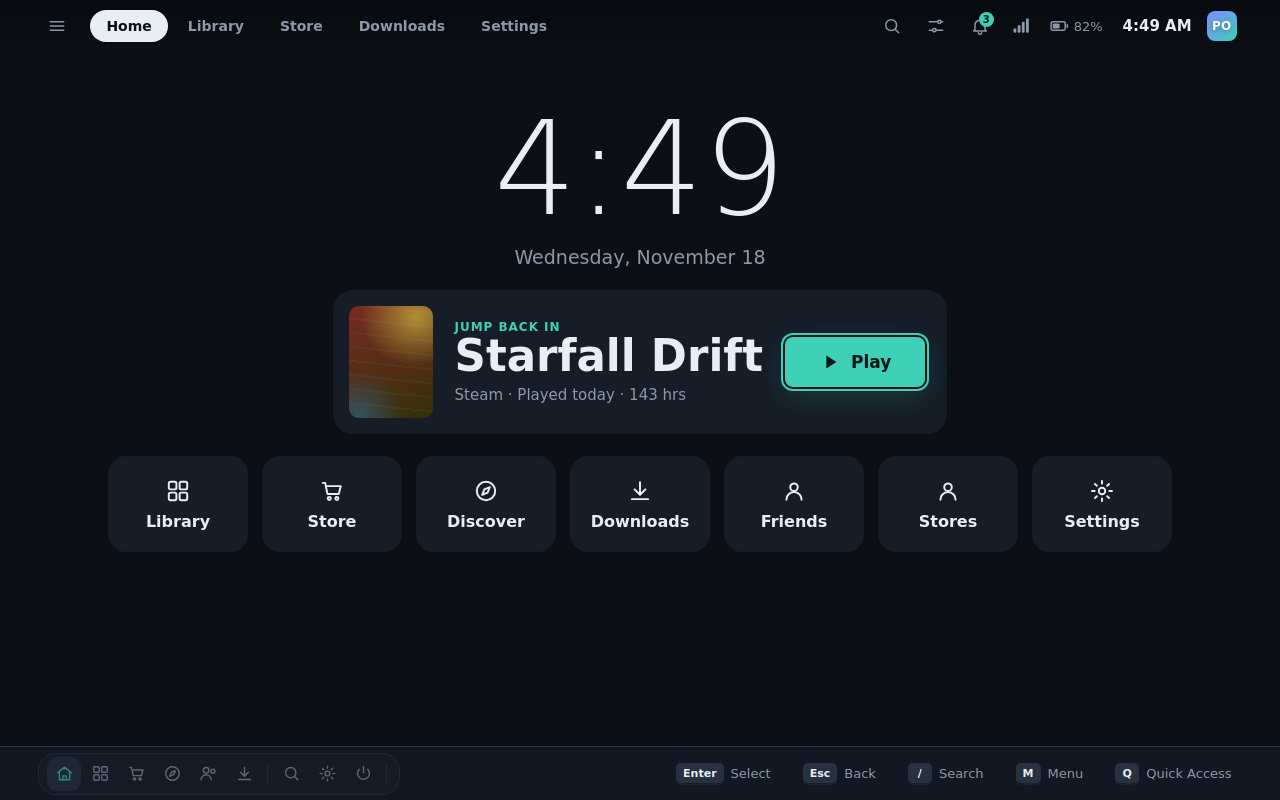 Home
Library
Store
Downloads
Settings
3
82%
4:49 AM
PO
4:49
Wednesday, November 18
JUMP BACK IN
Starfall Drift
Steam · Played today · 143 hrs
Play
Library
Store
Discover
Downloads
Friends
Stores
Settings
Enter Select
Esc Back
/ Search
M Menu
Q Quick Access